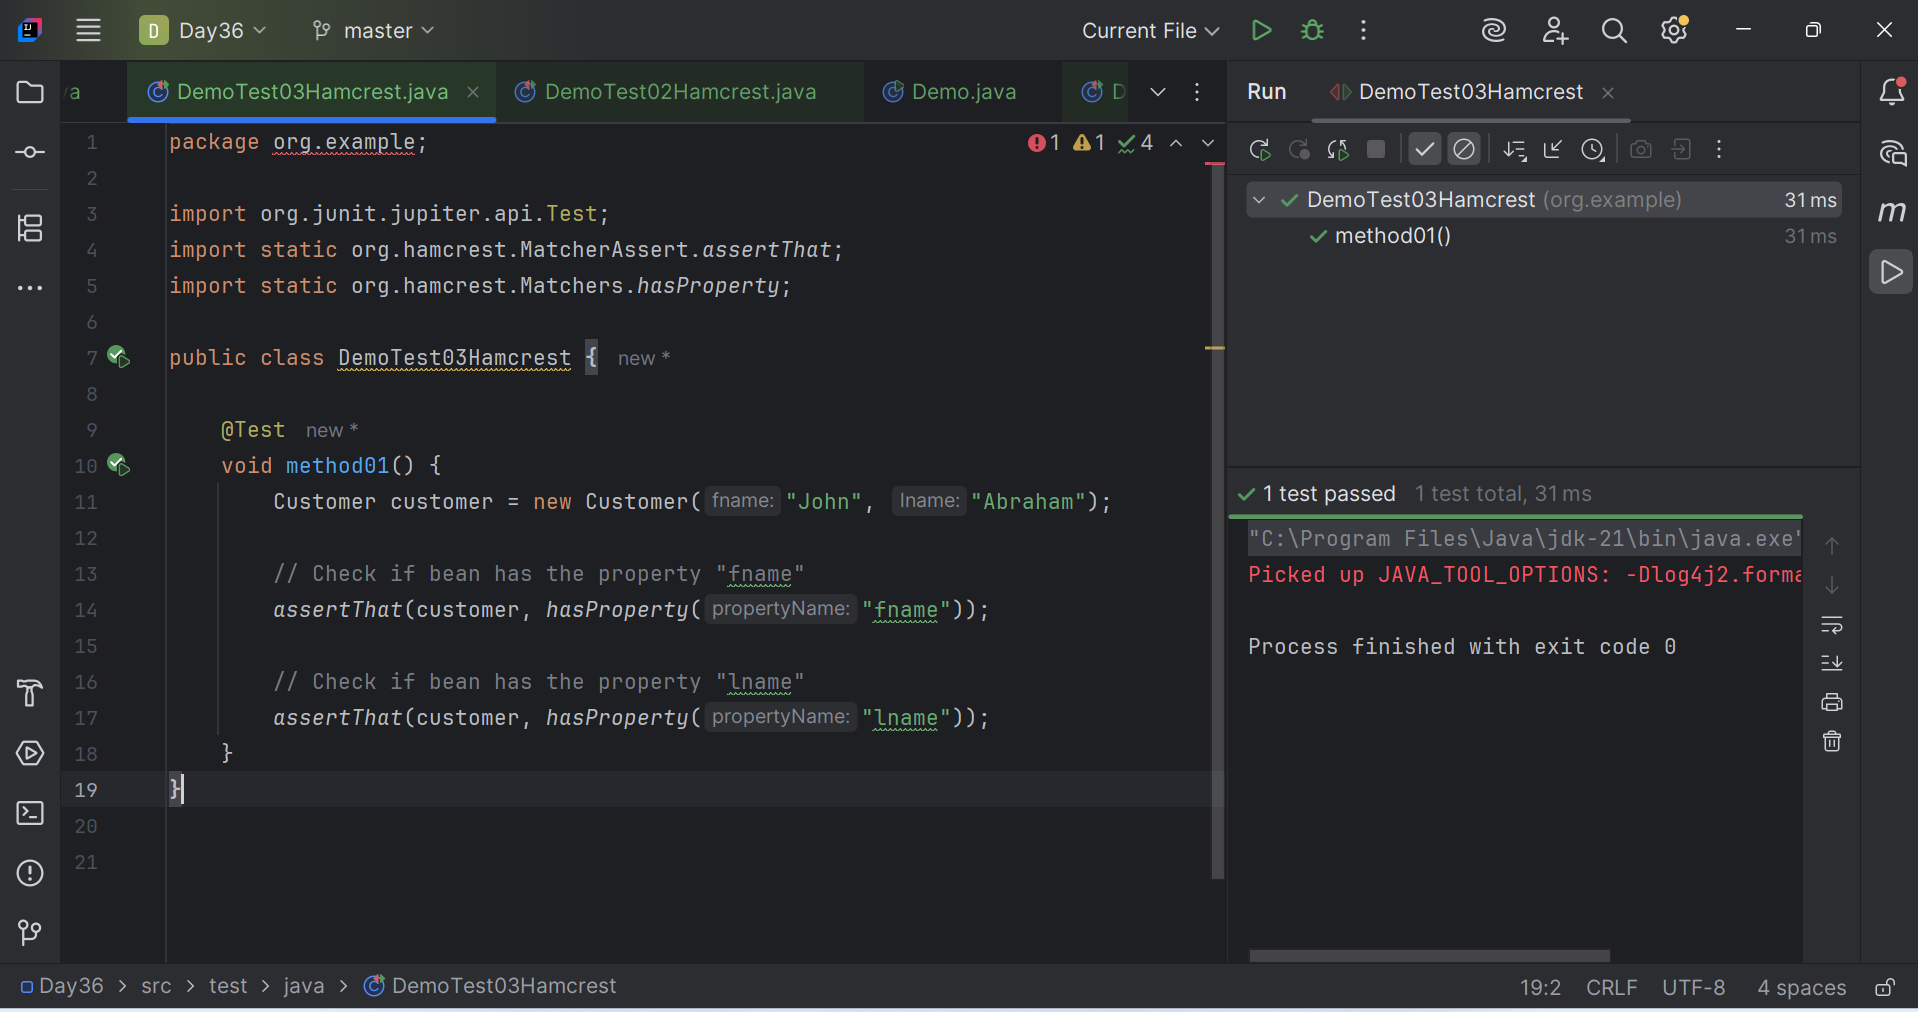 D Day36 master Current File
/a DemoTest03Hamcrest.java DemoTest02Hamcrest.java Demo.java D
Run DemoTest03Hamcrest
1 package org.example; 1 1 4
2
3 import org.junit.jupiter.api.Test;
4 import static org.hamcrest.MatcherAssert.assertThat;
5 import static org.hamcrest.Matchers.hasProperty;
6
7 public class DemoTest03Hamcrest { new *
8
9 @Test new *
10 void method01() {
11 Customer customer = new Customer( fname: "John", lname: "Abraham");
12
13 // Check if bean has the property "fname"
14 assertThat(customer, hasProperty( propertyName: "fname"));
15
16 // Check if bean has the property "lname"
17 assertThat(customer, hasProperty( propertyName: "lname"));
18 }
19 }
20
21
DemoTest03Hamcrest (org.example) 31 ms
method01() 31 ms
1 test passed 1 test total, 31 ms
"C:\Program Files\Java\jdk-21\bin\java.exe"
Picked up JAVA_TOOL_OPTIONS: -Dlog4j2.forma
Process finished with exit code 0
m
Day36 > src > test > java > DemoTest03Hamcrest
19:2 CRLF UTF-8 4 spaces